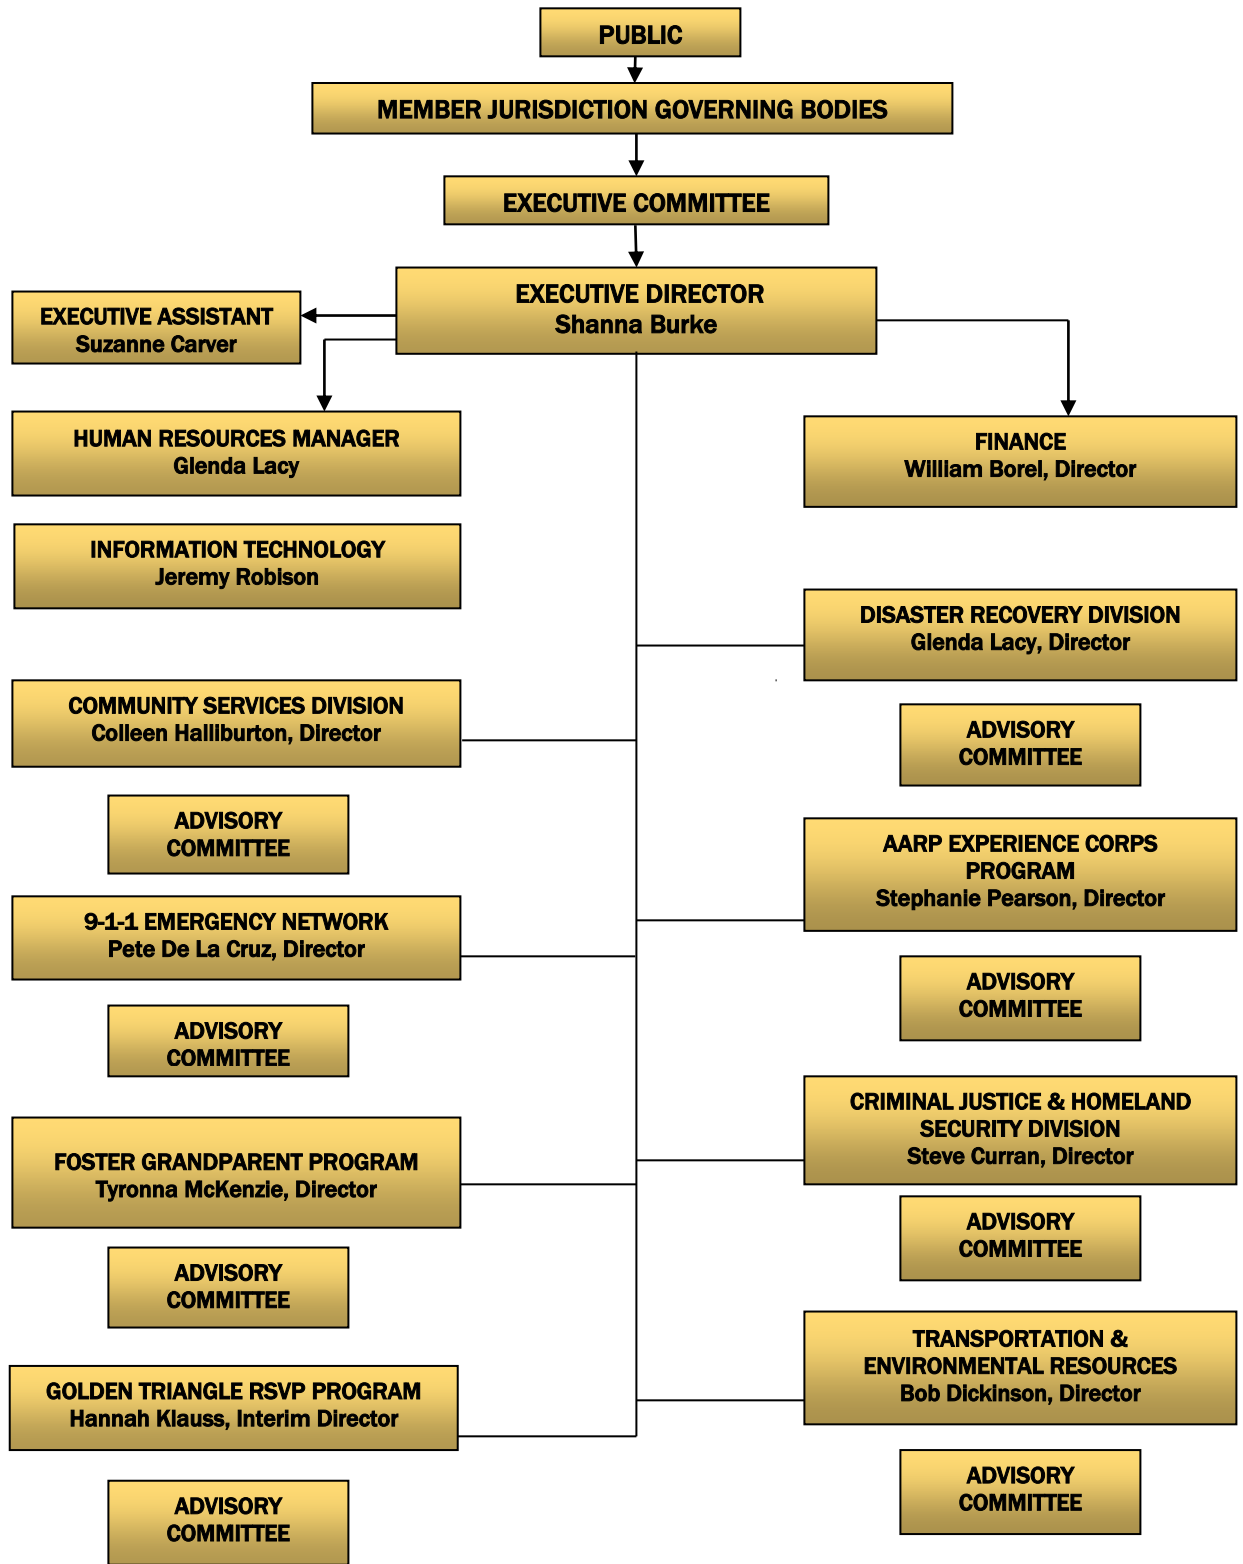 PUBLIC
MEMBER JURISDICTION GOVERNING BODIES
EXECUTIVE COMMITTEE
EXECUTIVE DIRECTOR
Shanna Burke
EXECUTIVE ASSISTANT
Suzanne Carver
HUMAN RESOURCES MANAGER
Glenda Lacy
FINANCE
William Borel, Director
INFORMATION TECHNOLOGY
Jeremy Robison
DISASTER RECOVERY DIVISION
Glenda Lacy, Director
COMMUNITY SERVICES DIVISION
Colleen Halliburton, Director
ADVISORY
COMMITTEE
ADVISORY
COMMITTEE
AARP EXPERIENCE CORPS
PROGRAM
Stephanie Pearson, Director
9-1-1 EMERGENCY NETWORK
Pete De La Cruz, Director
ADVISORY
COMMITTEE
ADVISORY
COMMITTEE
CRIMINAL JUSTICE & HOMELAND
SECURITY DIVISION
Steve Curran, Director
FOSTER GRANDPARENT PROGRAM
Tyronna McKenzie, Director
ADVISORY
COMMITTEE
ADVISORY
COMMITTEE
TRANSPORTATION &
ENVIRONMENTAL RESOURCES
Bob Dickinson, Director
GOLDEN TRIANGLE RSVP PROGRAM
Hannah Klauss, Interim Director
ADVISORY
COMMITTEE
ADVISORY
COMMITTEE